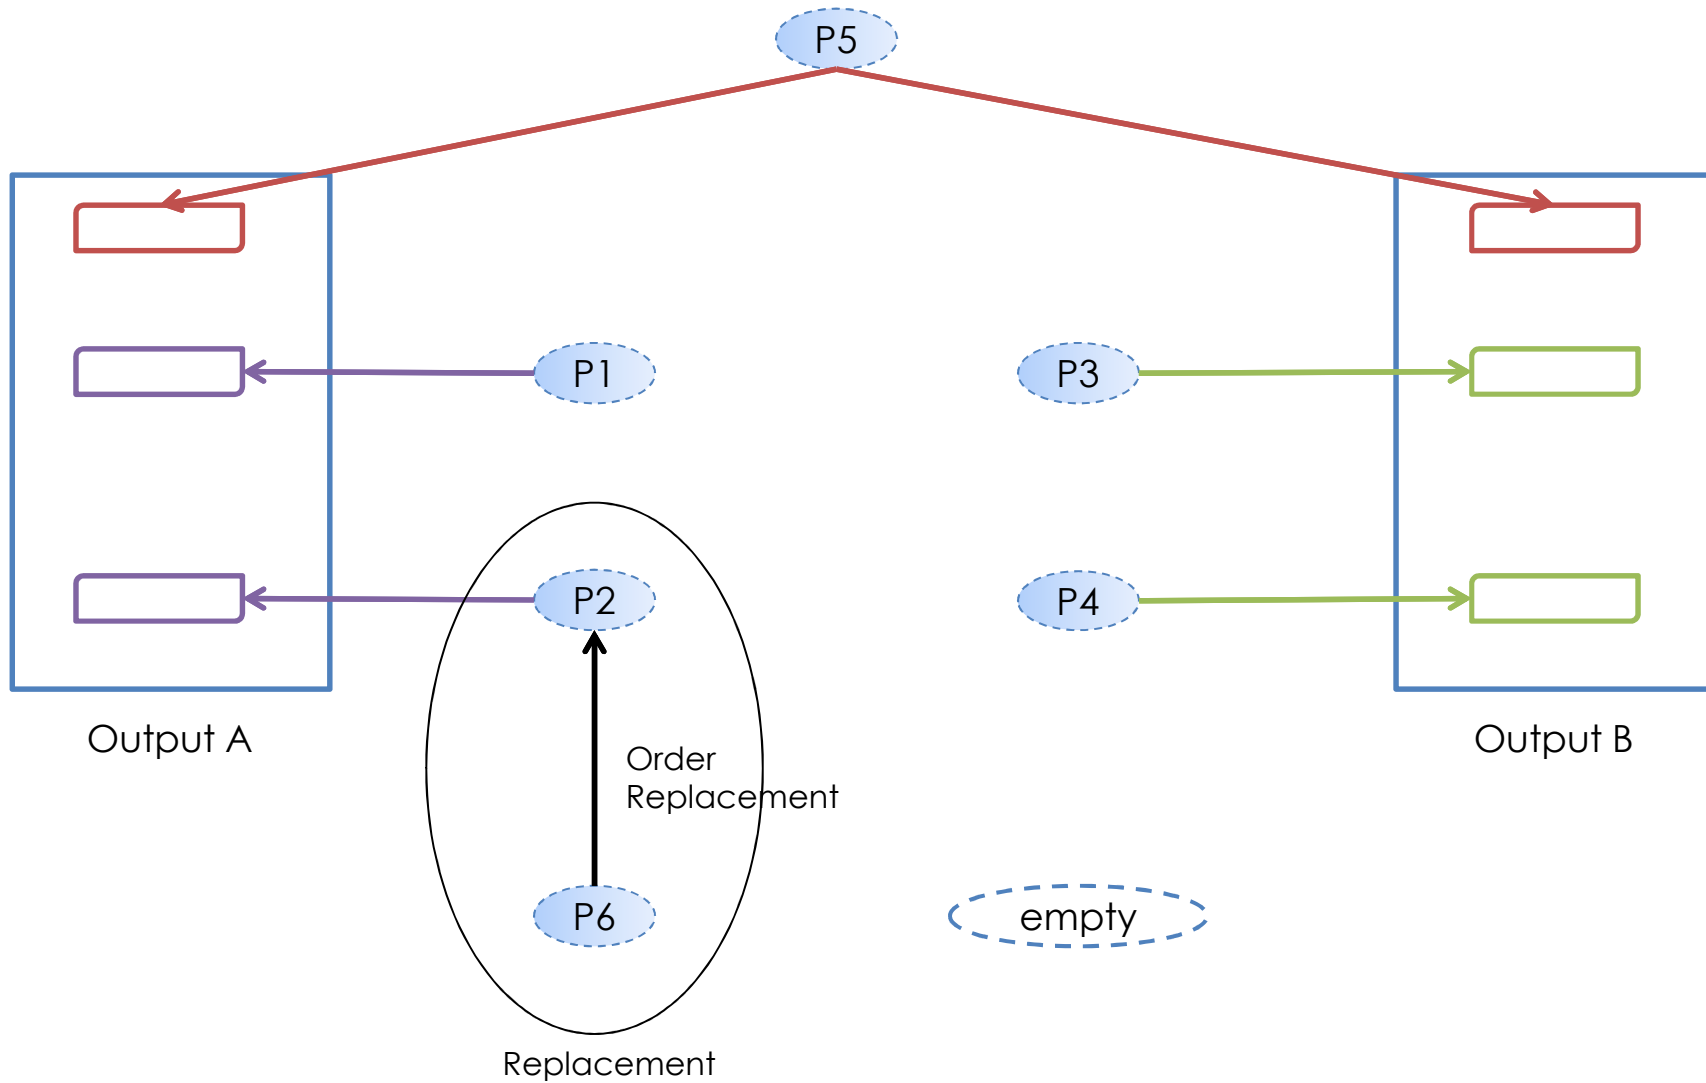 P5
P1
P3
P2
P4
Output A
Output B
Order
Replacement
P6
empty
Replacement